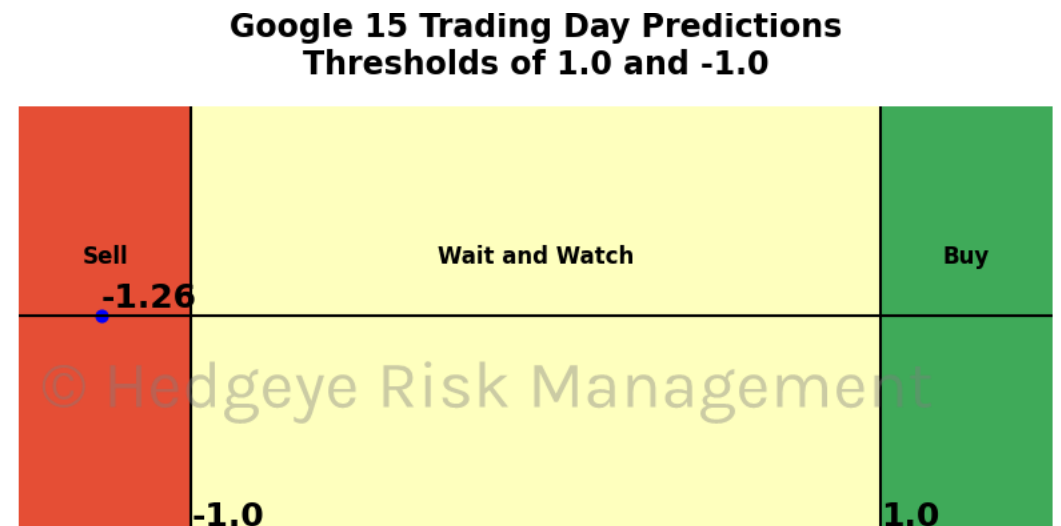 Google 15 Trading Day Predictions
Thresholds of 1.0 and -1.0
Sell
Wait and Watch
Buy
-1.26
© Hedgeye Risk Management
-1.0
1.0